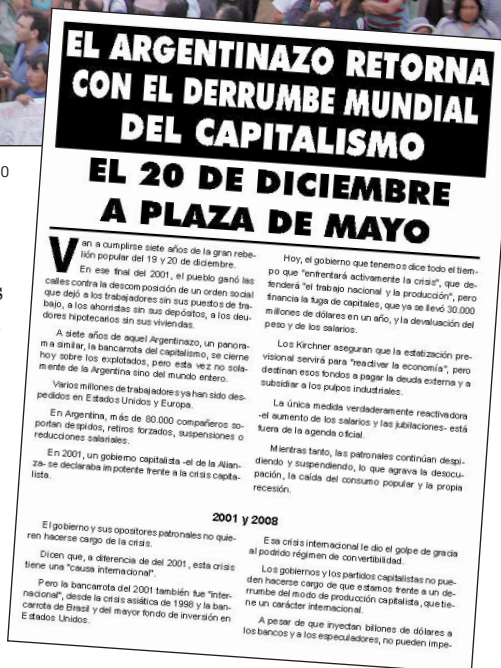 EL ARGENTINAZO RETORNA
CON EL DERRUMBE MUNDIAL
DEL CAPITALISMO
EL 20 DE DICIEMBRE
A PLAZA DE MAYO
Van a cumplirse siete años de la gran rebe-
lión popular del 19 y 20 de diciembre.
En ese final del 2001, el pueblo ganó las
calles contra la descomposición de un orden social
que dejó a los trabajadores sin sus puestos de tra-
bajo, a los ahorristas sin sus depósitos, a los deu-
dores hipotecarios sin sus viviendas.
A siete años de aquel Argentinazo, un panora-
ma similar, la bancarrota del capitalismo, se cierne
hoy sobre los explotados, pero esta vez no sola-
mente de la Argentina sino del mundo entero.
Varios millones de trabajadores ya han sido des-
pedidos en Estados Unidos y Europa.
En Argentina, más de 80.000 compañeros so-
portan despidos, retiros forzados, suspensiones o
reducciones salariales.
En 2001, un gobierno capitalista -el de la Alian-
za- se declaraba impotente frente a la crisis capita-
lista.
Hoy, el gobierno que tenemos dice todo el tiem-
po que "enfrentará activamente la crisis", que de-
fenderá "el trabajo nacional y la producción", pero
financia la fuga de capitales, que ya se llevó 30.000
millones de dólares en un año, y la devaluación del
peso y de los salarios.
Los Kirchner aseguran que la estatización pre-
visional servirá para "reactivar la economía", pero
destinan esos fondos a pagar la deuda externa y a
subsidiar a los pulpos industriales.
La única medida verdaderamente reactivadora
-el aumento de los salarios y las jubilaciones- está
fuera de la agenda oficial.
Mientras tanto, las patronales continúan despi-
diendo y suspendiendo, lo que agrava la desocu-
pación, la caída del consumo popular y la propia
recesión.
2001 y 2008
El gobierno y sus opositores patronales no quie-
ren hacerse cargo de la crisis.
Dicen que, a diferencia de del 2001, esta crisis
tiene una "causa internacional".
Pero la bancarrota del 2001 también fue "inter-
nacional", desde la crisis asiática de 1998 y la ban-
carrota de Brasil y del mayor fondo de inversión en
Estados Unidos.
Esa crisis internacional le dio el golpe de gracia
al podrido régimen de convertibilidad.
Los gobiernos y los partidos capitalistas no pue-
den hacerse cargo de que estamos frente a un de-
rrumbe del modo de producción capitalista, que tie-
ne un carácter internacional.
A pesar de que inyectan billones de dólares a
los bancos y a los especuladores, no pueden impe-